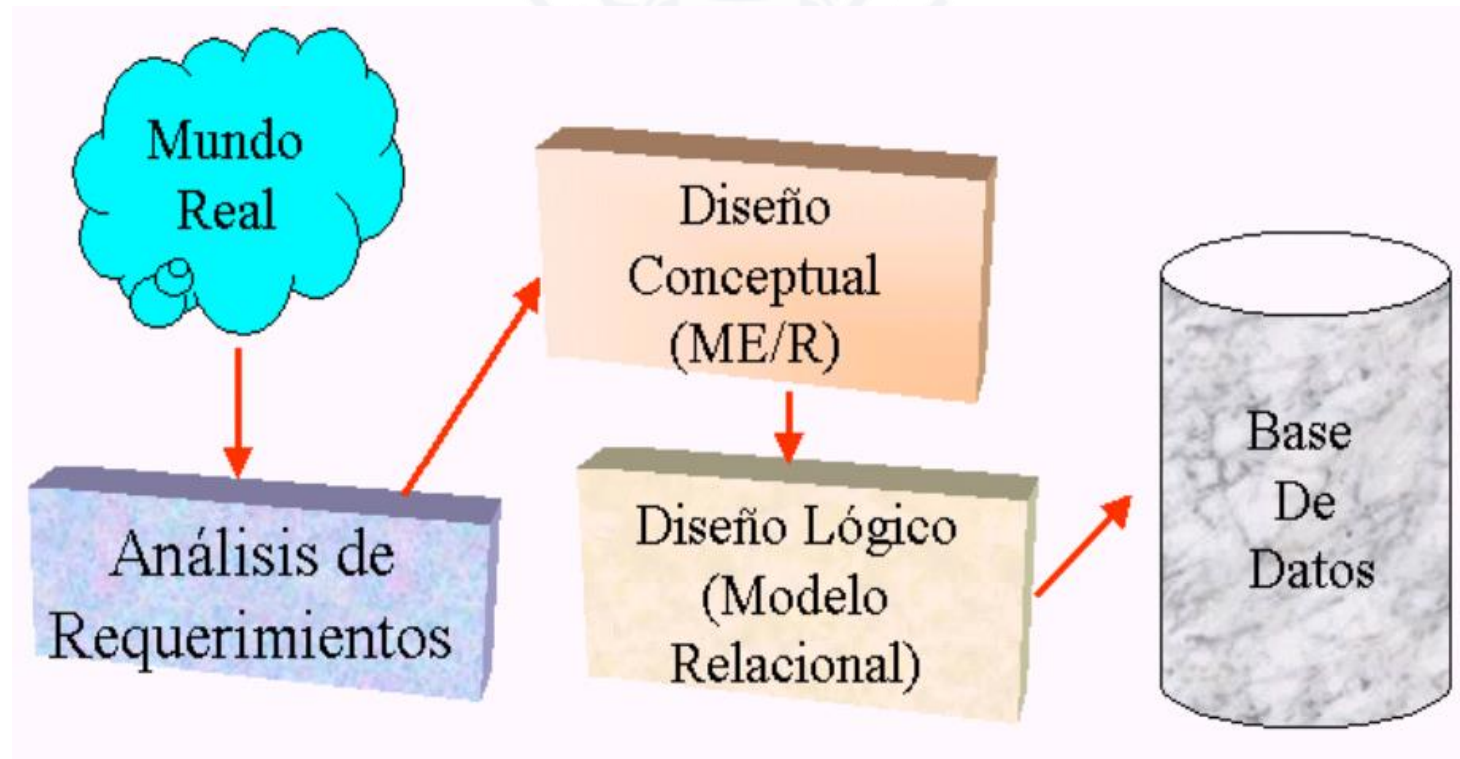 Mundo
Real
Análisis de
Requerimientos
Diseño
Conceptual
(ME/R)
Diseño Lógico
(Modelo
Relacional)
Base
De
Datos